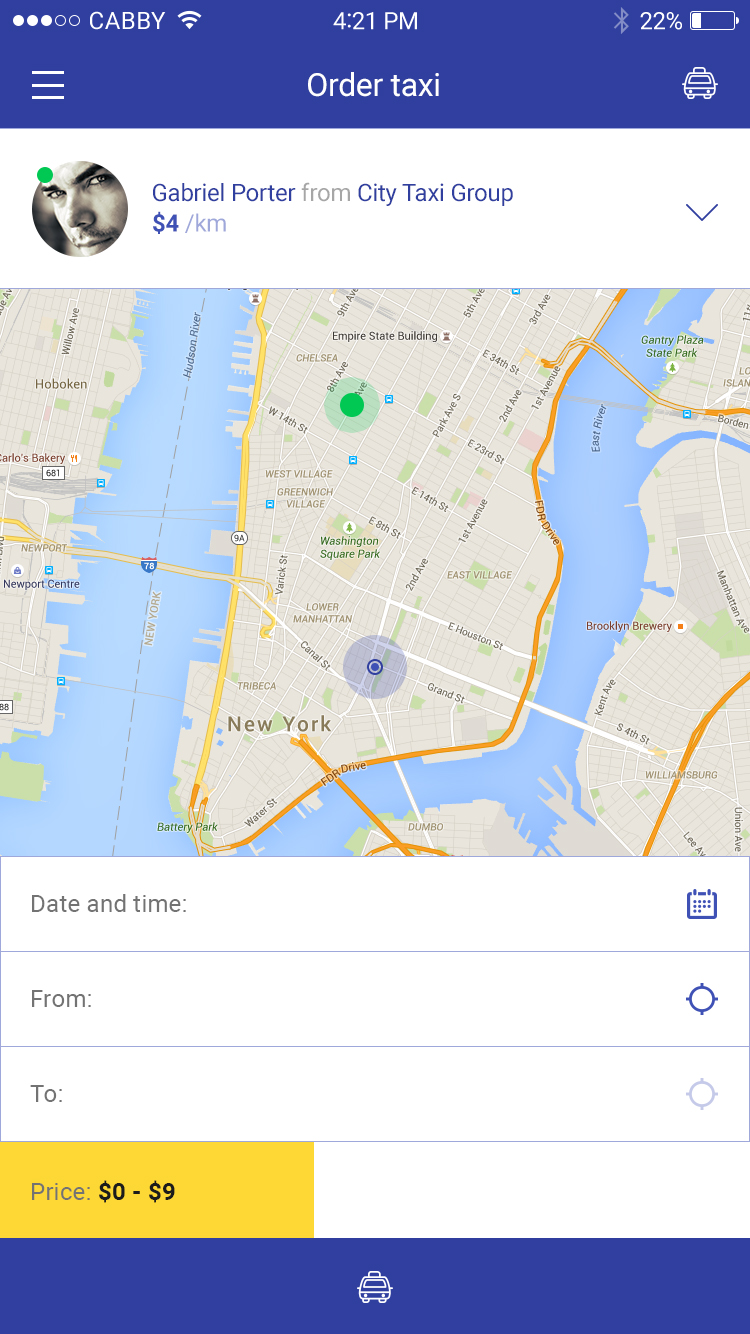 CABBY 4:21 PM 22%
Order taxi
Gabriel Porter from City Taxi Group
$4 /km
9th Ave
5th Ave
3rd Ave
Willow Ave
Hudson River
Empire State Building
Gantry Plaza
State Park
CHELSEA
E 34th St
Hoboken
8th Ave
1st Avenue
2nd Ave
Park Ave S
W 14th St
East River
Borden
E 23rd St
Carlo's Bakery
681
WEST VILLAGE
GREENWICH
VILLAGE
E 14th St
1st Avenue
FDR Drive
E 8th St
9A
Washington
Square Park
NEWPORT
78
Newport Centre
Varick St
2nd Ave
EAST VILLAGE
Manhattan Ave
NEW YORK
LOWER
MANHATTAN
E Houston St
Brooklyn Brewery
Canal St
TRIBECA
Grand St
Kent Ave
88
New York
S 4th St
FDR Drive
WILLIAMSBURG
Water St
Battery Park
DUMBO
Union Ave
Lee Av
Date and time:
From:
To:
Price: $0 - $9